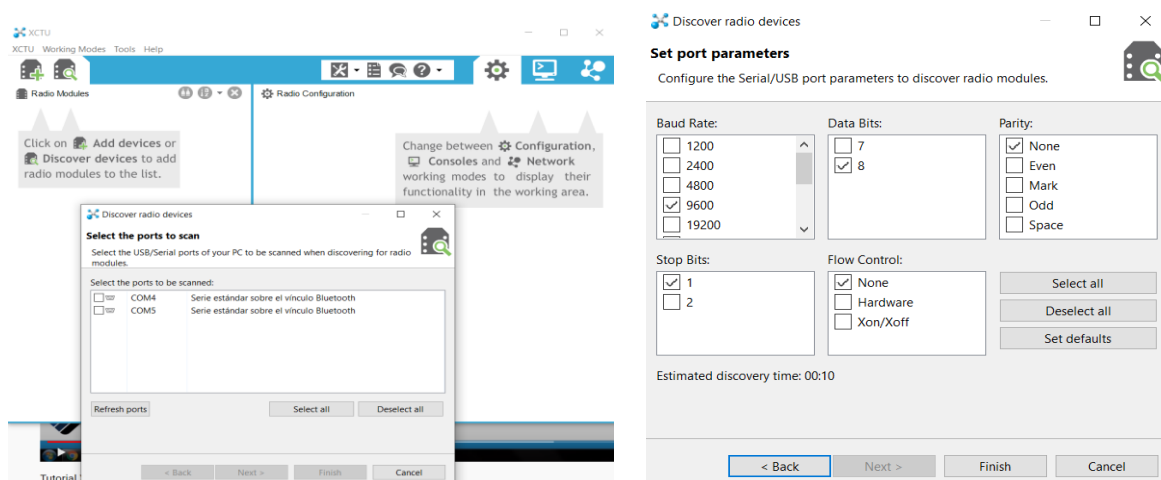 XCTU
XCTU Working Modes Tools Help
Radio Modules
Radio Configuration
Click on Add devices or
Discover devices to add
radio modules to the list.
Change between Configuration,
Consoles and Network
working modes to display their
functionality in the working area.
Discover radio devices
Select the ports to scan
Select the USB/Serial ports of your PC to be scanned when discovering for radio
modules.
Select the ports to be scanned:
COM4 Serie estándar sobre el vínculo Bluetooth
COM5 Serie estándar sobre el vínculo Bluetooth
Refresh ports Select all Deselect all
< Back Next > Finish Cancel
Tutorial
Discover radio devices
Set port parameters
Configure the Serial/USB port parameters to discover radio modules.
Baud Rate: Data Bits: Parity:
1200 7 None
2400 8 Even
4800 Mark
9600 Odd
19200 Space
Stop Bits: Flow Control:
1 None Select all
2 Hardware Deselect all
Xon/Xoff Set defaults
Estimated discovery time: 00:10
< Back Next > Finish Cancel